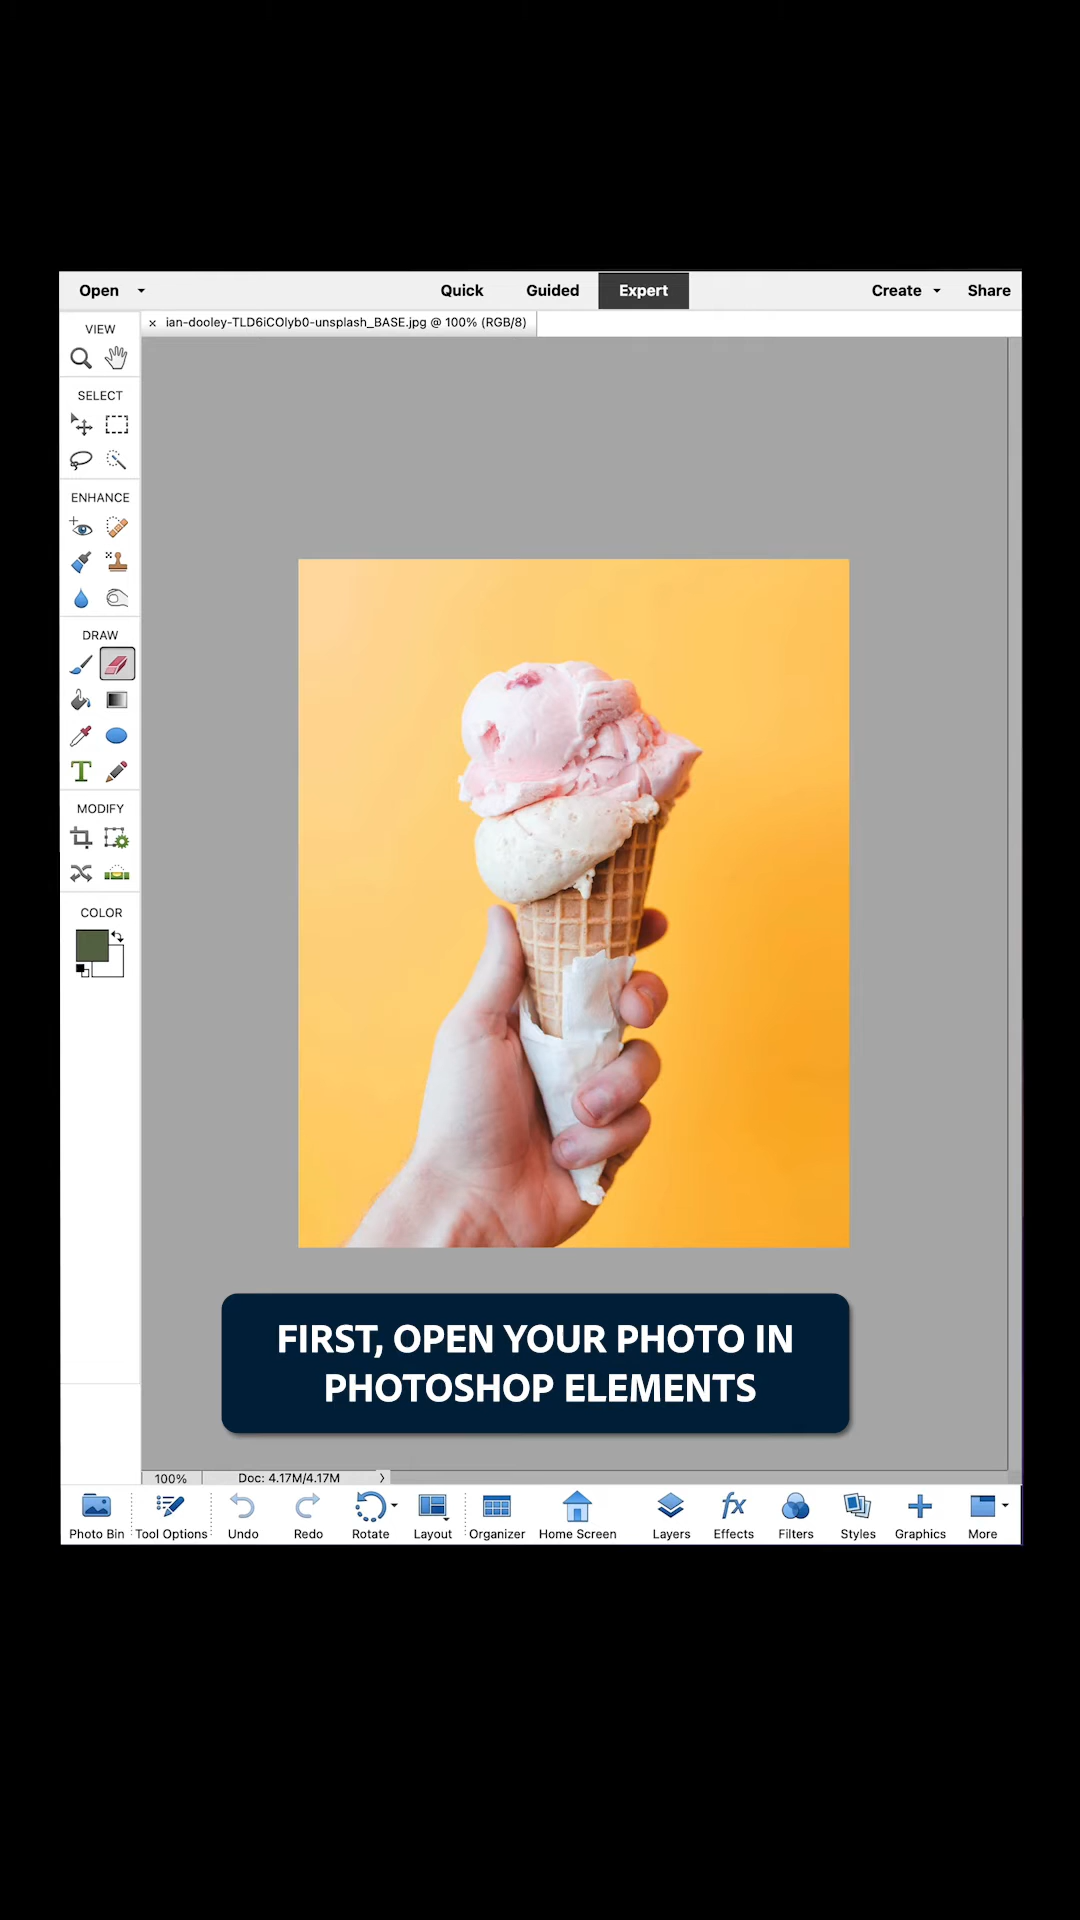 Open
Quick
Guided
Expert
Create
Share
× ian-dooley-TLD6iCOlyb0-unsplash_BASE.jpg @ 100% (RGB/8)
VIEW
SELECT
ENHANCE
DRAW
T
MODIFY
COLOR
FIRST, OPEN YOUR PHOTO IN
PHOTOSHOP ELEMENTS
100%
Doc: 4.17M/4.17M
fx
Photo Bin
Tool Options
Undo
Redo
Rotate
Layout
Organizer
Home Screen
Layers
Effects
Filters
Styles
Graphics
More